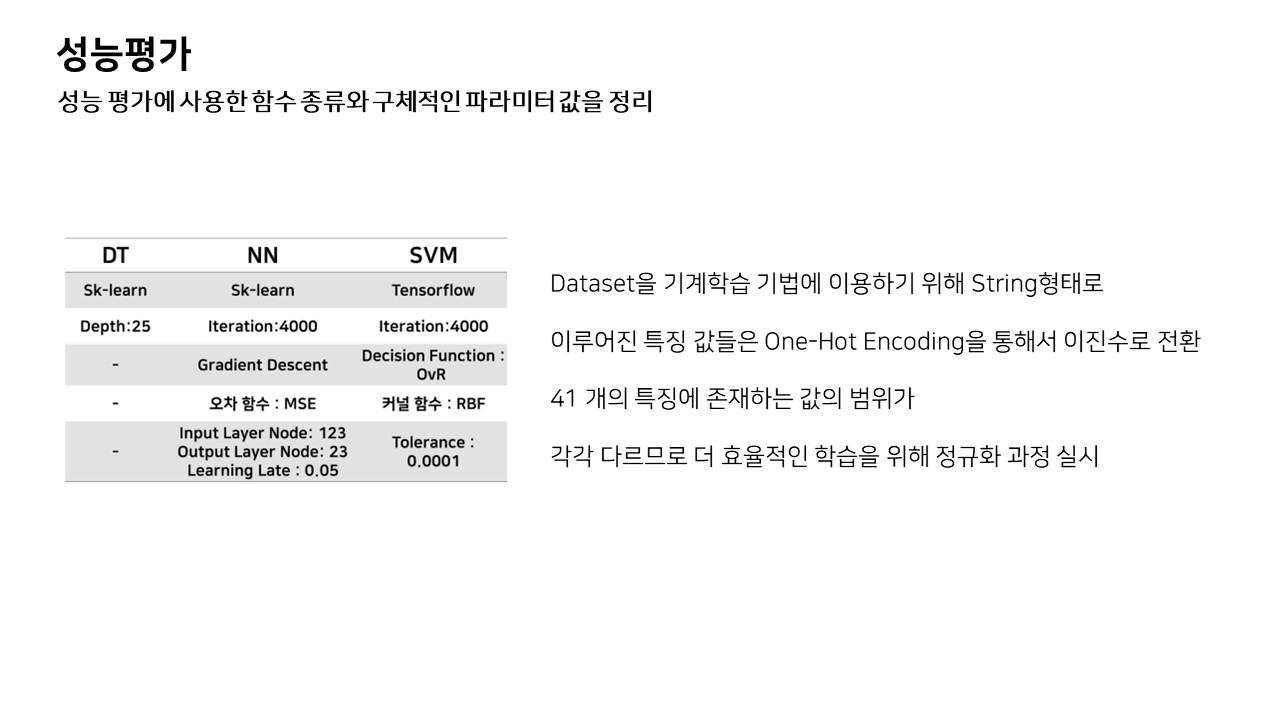 성능평가
성능 평가에 사용한 함수 종류와 구체적인 파라미터 값을 정리
DT NN SVM
Sk-learn Sk-learn Tensorflow
Depth:25 Iteration:4000 Iteration:4000
- Gradient Descent Decision Function :
OvR
- 오차 함수 : MSE 커널 함수 : RBF
- Input Layer Node: 123
Output Layer Node: 23
Learning Late : 0.05
Tolerance :
0.0001
Dataset을 기계학습 기법에 이용하기 위해 String형태로
이루어진 특징 값들은 One-Hot Encoding을 통해서 이진수로 전환
41 개의 특징에 존재하는 값의 범위가
각각 다르므로 더 효율적인 학습을 위해 정규화 과정 실시